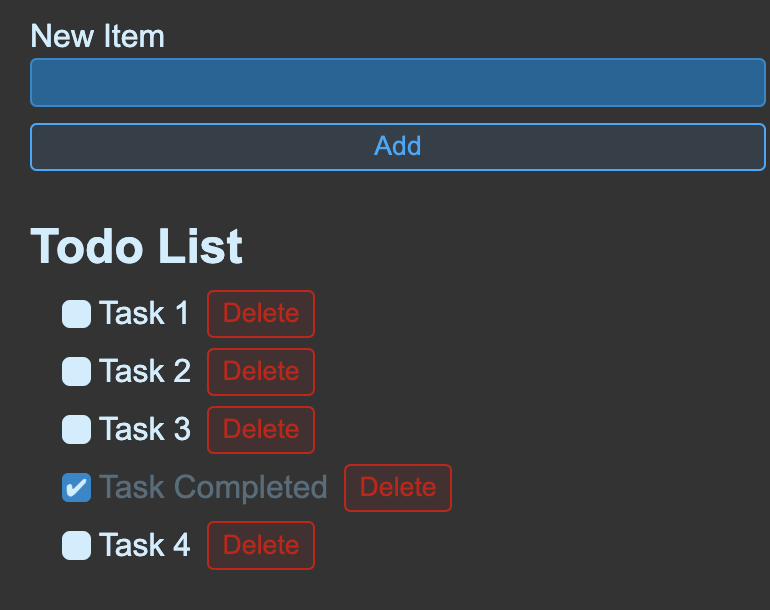 New Item
Add
Todo List
Task 1 Delete
Task 2 Delete
Task 3 Delete
Task Completed Delete
Task 4 Delete